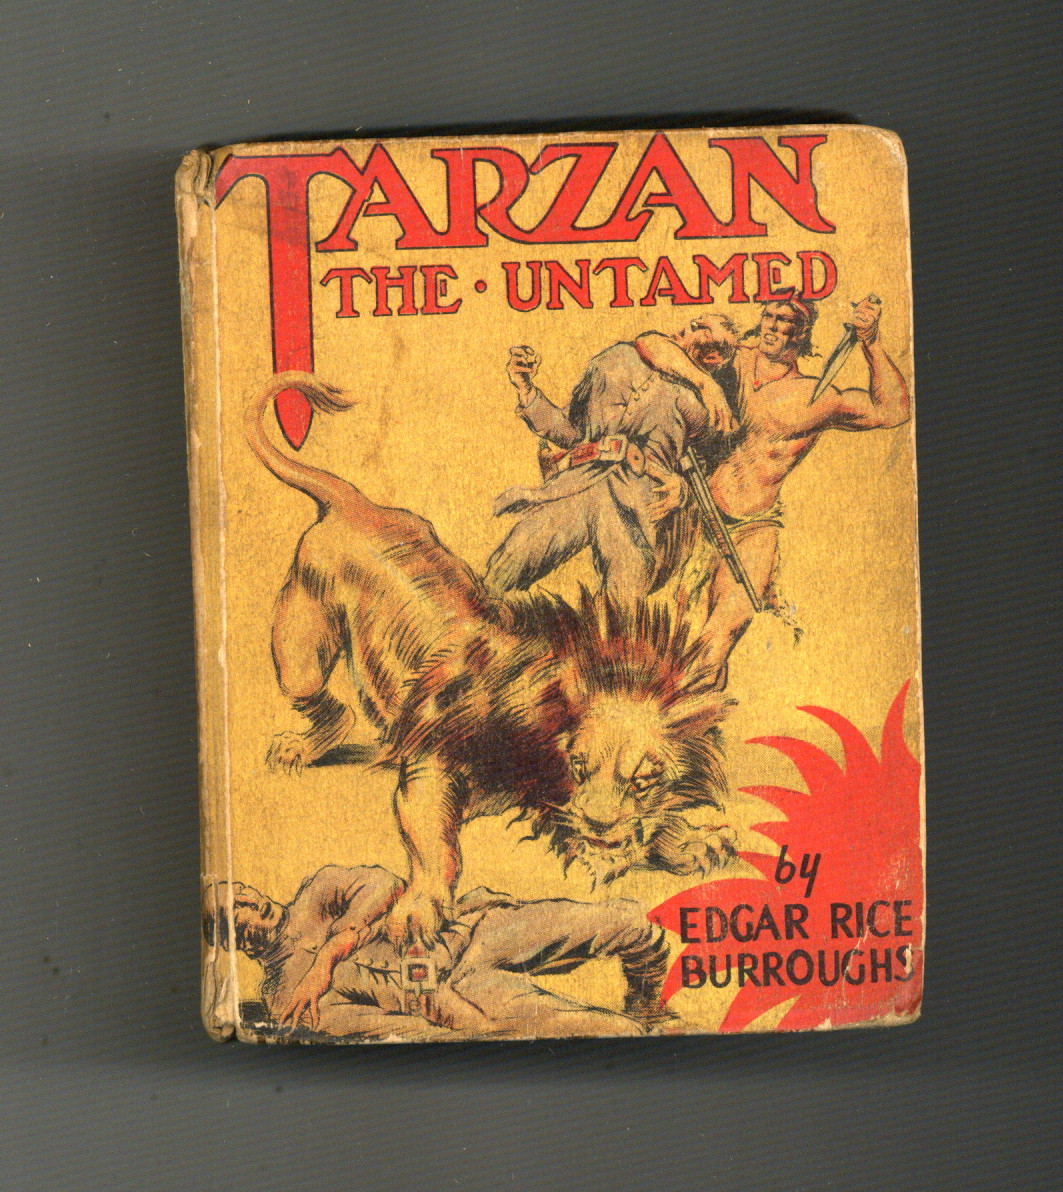 TARZAN
THE · UNTAMED
by
EDGAR RICE
BURROUGHS